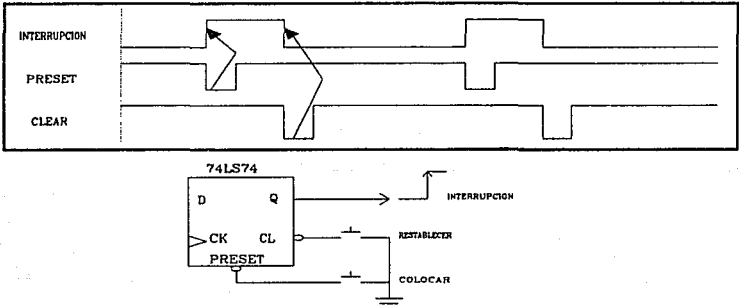 INTERRUPCION
PRESET
CLEAR
74LS74
D Q
INTERRUPCION
CK CL
RESTABLECER
PRESET
COLOCAR